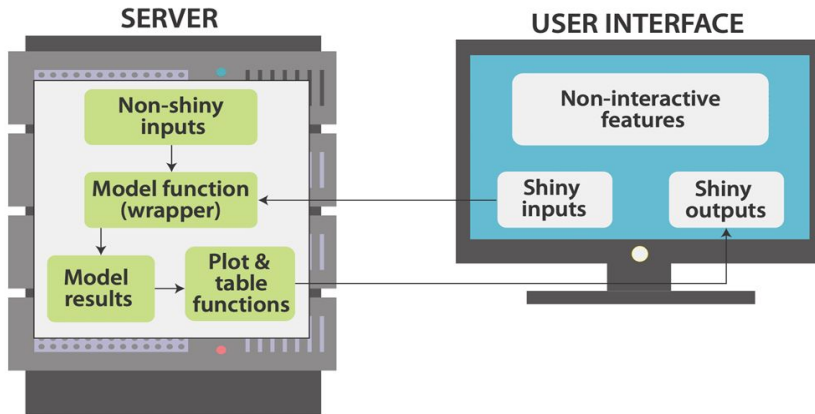 SERVER
USER INTERFACE
Non-shiny
inputs
Model function
(wrapper)
Model
results
Plot &
table
functions
Non-interactive
features
Shiny
inputs
Shiny
outputs